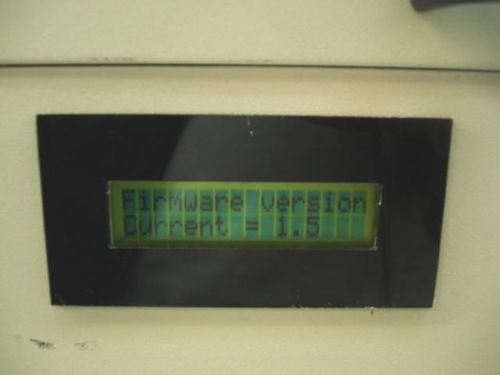 Firmware version
Current = 1.5